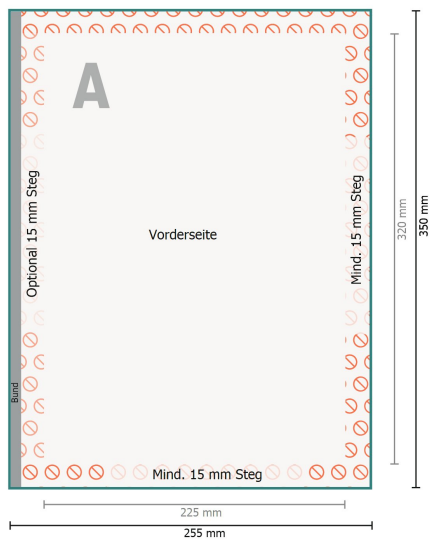 A
Optional 15 mm Steg
Vorderseite
Mind. 15 mm Steg
320 mm
350 mm
Bund
Mind. 15 mm Steg
225 mm
255 mm